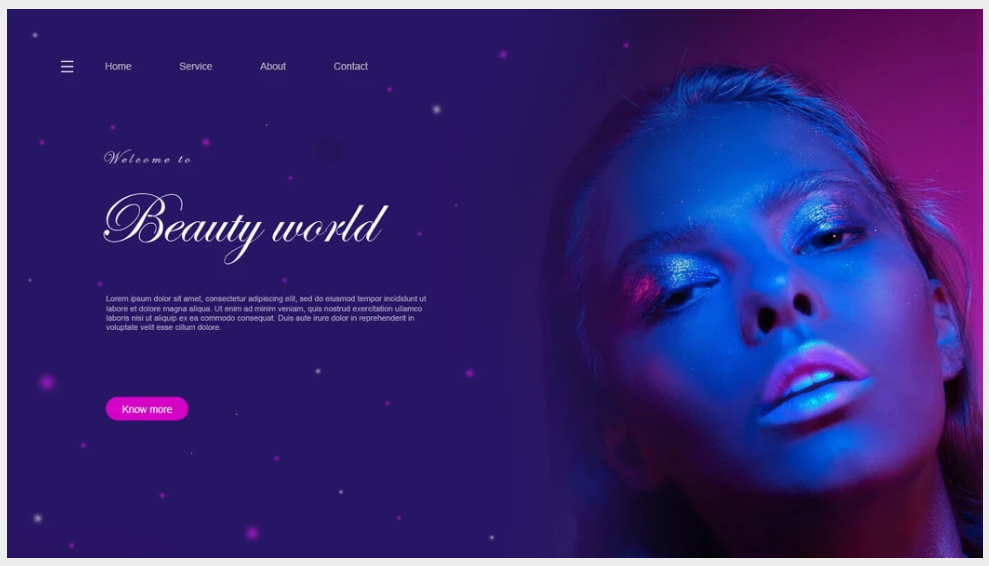 Home Service About Contact
Welcome to
Beauty world
Lorem ipsum dolor sit amet, consectetur adipiscing elit, sed do eiusmod tempor incididunt ut
labore et dolore magna aliqua. Ut enim ad minim veniam, quis nostrud exercitation ullamco
laboris nisi ut aliquip ex ea commodo consequat. Duis aute irure dolor in reprehenderit in
voluptate velit esse cillum dolore.
Know more